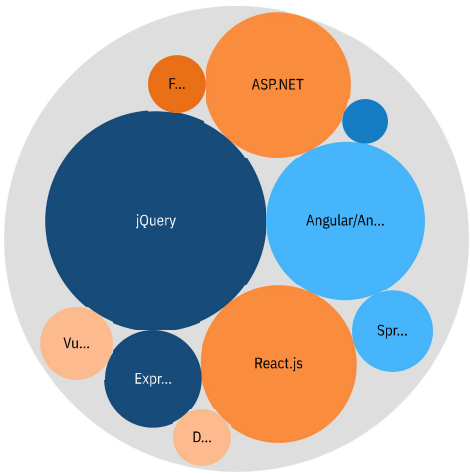 F...
ASP.NET
jQuery
Angular/An...
Vu...
Expr...
React.js
Spr...
D...